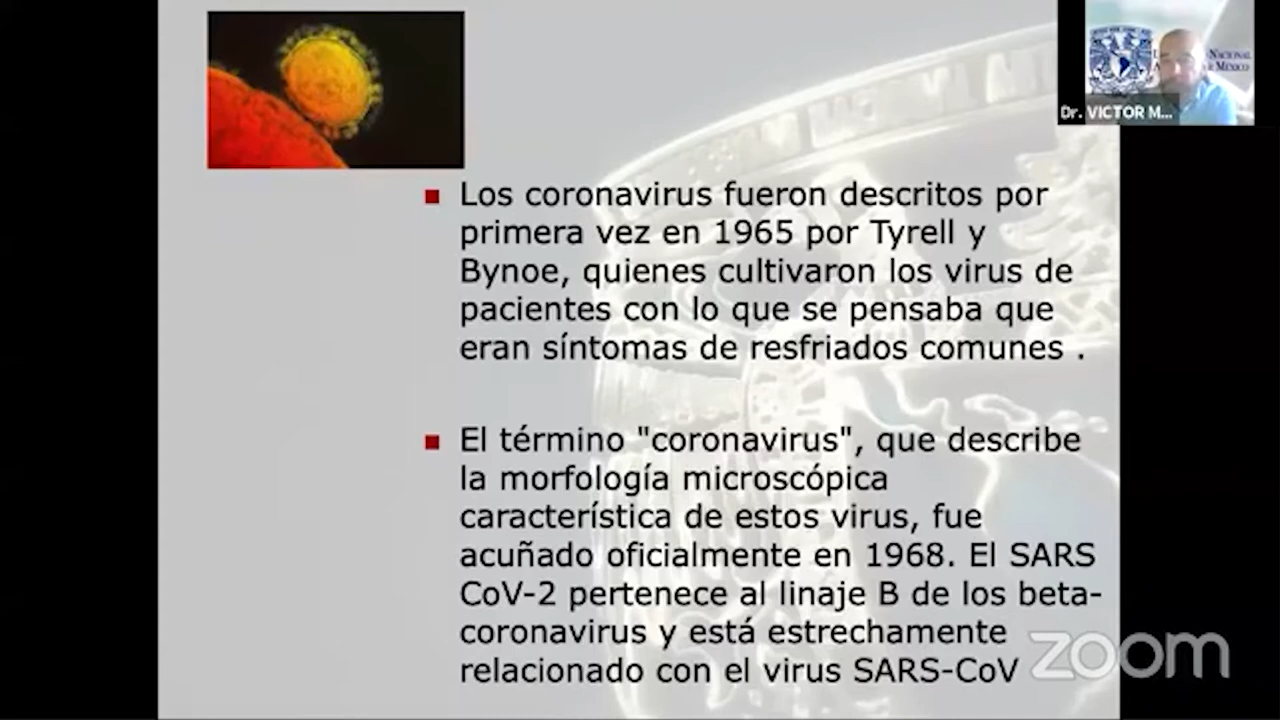 NACIONAL
MÉXICO
Dr. VICTOR M...
■ Los coronavirus fueron descritos por
primera vez en 1965 por Tyrell y
Bynoe, quienes cultivaron los virus de
pacientes con lo que se pensaba que
eran síntomas de resfriados comunes .
■ El término "coronavirus", que describe
la morfología microscópica
característica de estos virus, fue
acuñado oficialmente en 1968. El SARS
CoV-2 pertenece al linaje B de los beta-
coronavirus y está estrechamente
relacionado con el virus SARS-CoV
zoom